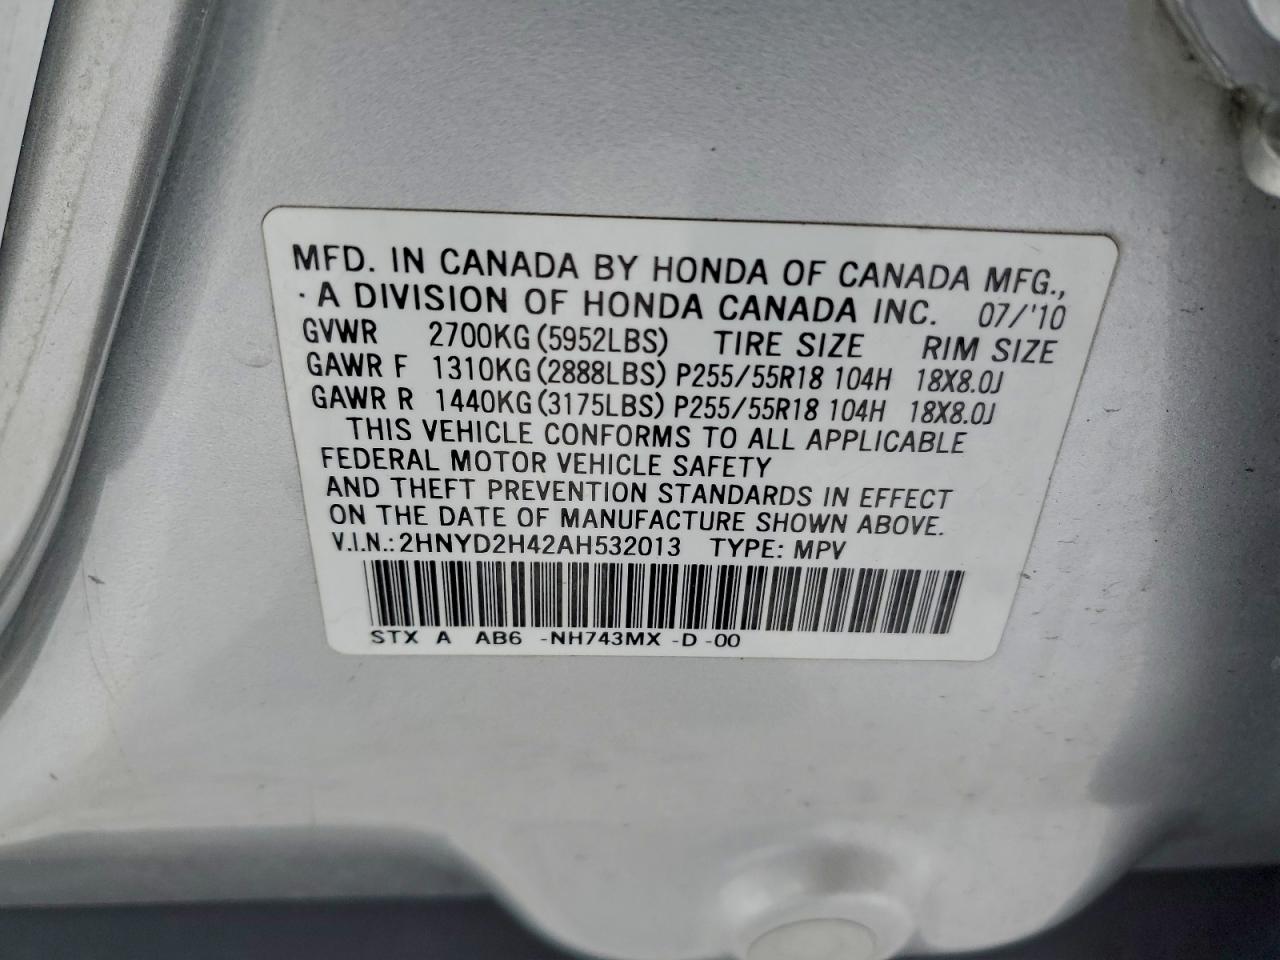 MFD. IN CANADA BY HONDA OF CANADA MFG.,
· A DIVISION OF HONDA CANADA INC. 07/'10
GVWR 2700KG (5952LBS) TIRE SIZE RIM SIZE
GAWR F 1310KG (2888LBS) P255/55R18 104H 18X8.0J
GAWR R 1440KG (3175LBS) P255/55R18 104H 18X8.0J
THIS VEHICLE CONFORMS TO ALL APPLICABLE
FEDERAL MOTOR VEHICLE SAFETY
AND THEFT PREVENTION STANDARDS IN EFFECT
ON THE DATE OF MANUFACTURE SHOWN ABOVE.
V.I.N.: 2HNYD2H42AH532013 TYPE: MPV
STX A AB6 -NH743MX -D -00